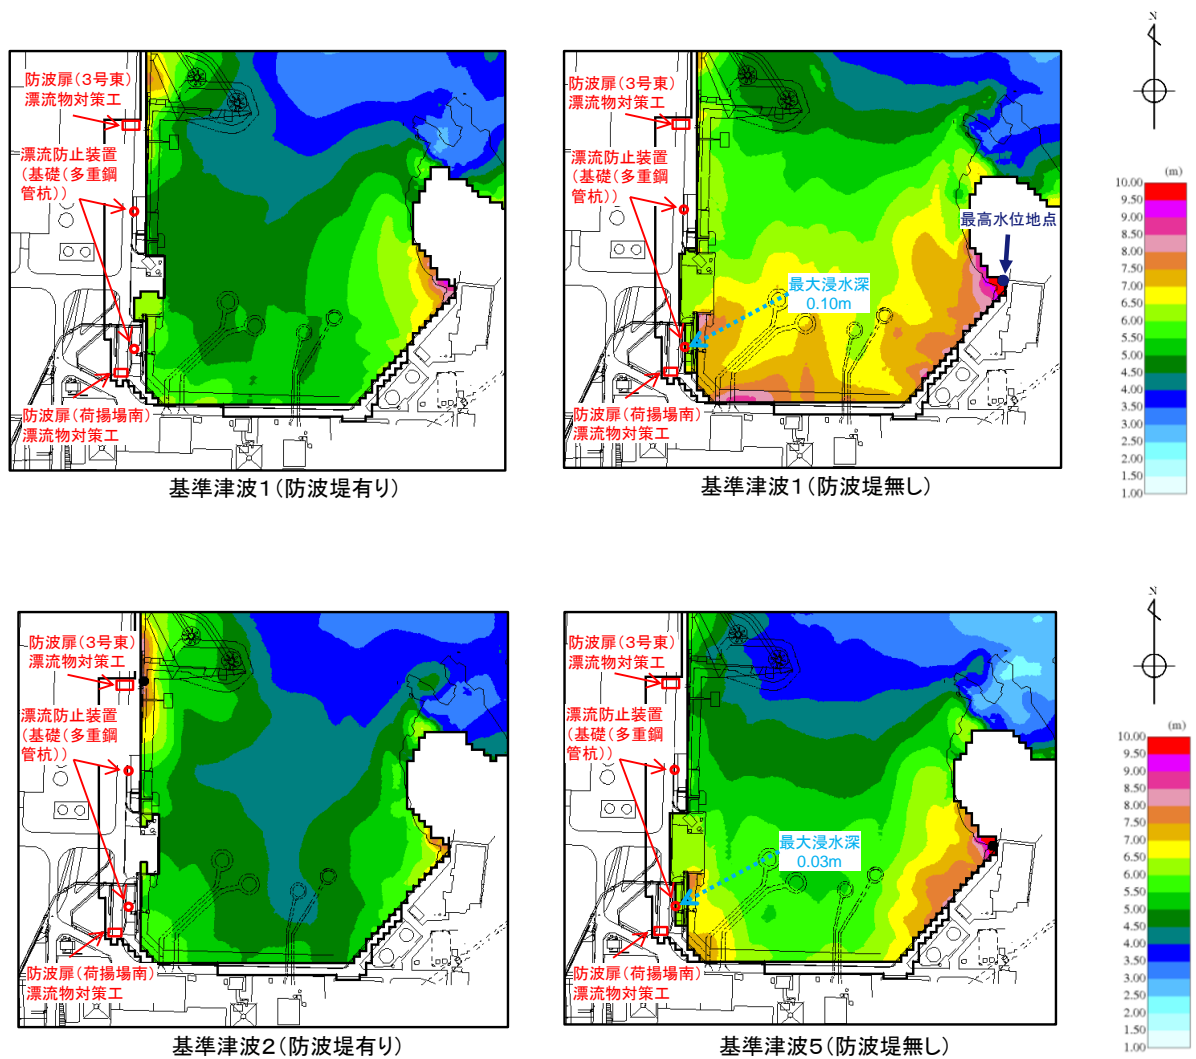 防波扉(3号東)
漂流物対策工
漂流防止装置
(基礎(多重鋼
管杭))
防波扉(荷揚場南)
漂流物対策工
基準津波1(防波堤有り)
防波扉(3号東)
漂流物対策工
漂流防止装置
(基礎(多重鋼
管杭))
最高水位地点
最大浸水深
0.10m
防波扉(荷揚場南)
漂流物対策工
基準津波1(防波堤無し)
N
(m)
10.00
9.50
9.00
8.50
8.00
7.50
7.00
6.50
6.00
5.50
5.00
4.50
4.00
3.50
3.00
2.50
2.00
1.50
1.00
防波扉(3号東)
漂流物対策工
漂流防止装置
(基礎(多重鋼
管杭))
防波扉(荷揚場南)
漂流物対策工
基準津波2(防波堤有り)
防波扉(3号東)
漂流物対策工
漂流防止装置
(基礎(多重鋼
管杭))
最大浸水深
0.03m
防波扉(荷揚場南)
漂流物対策工
基準津波5(防波堤無し)
N
(m)
10.00
9.50
9.00
8.50
8.00
7.50
7.00
6.50
6.00
5.50
5.00
4.50
4.00
3.50
3.00
2.50
2.00
1.50
1.00